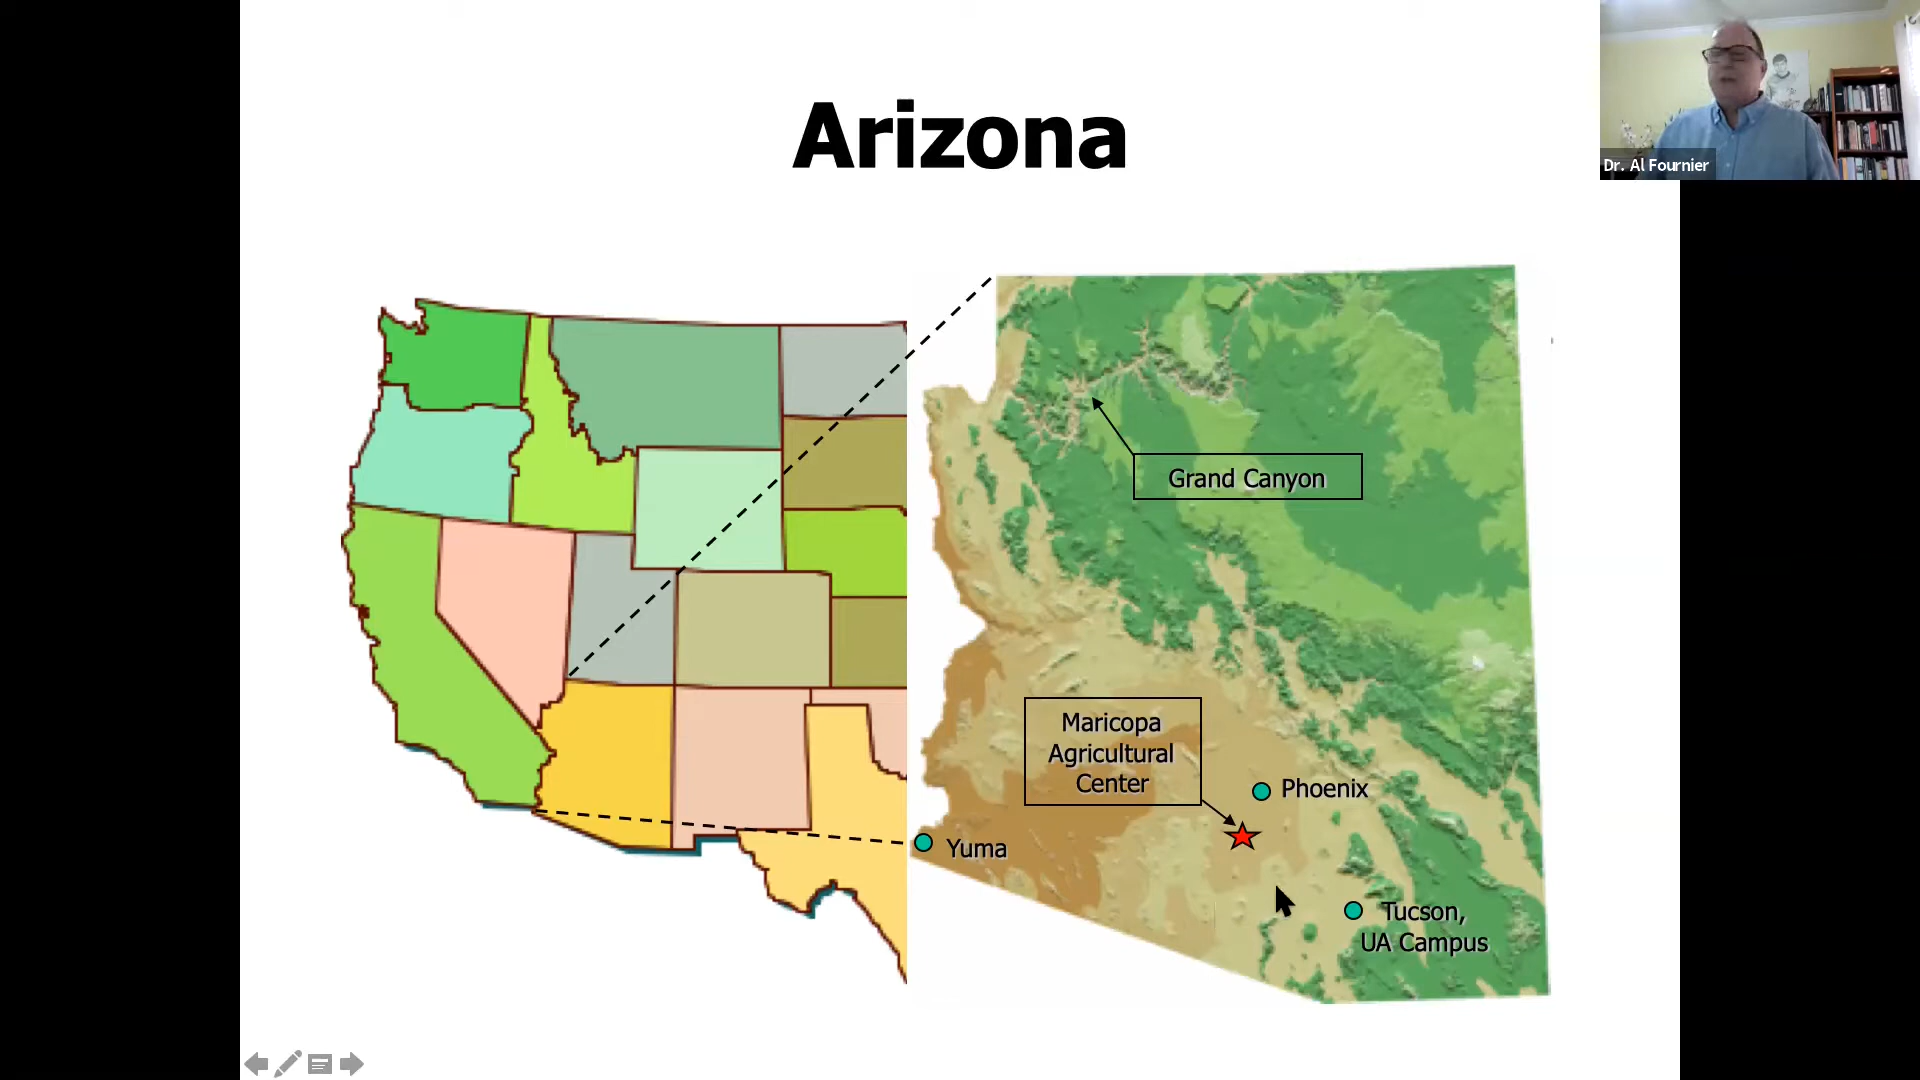 Arizona
Dr. Al Fournier
Grand Canyon
Maricopa
Agricultural
Center
Phoenix
Yuma
Tucson,
UA Campus